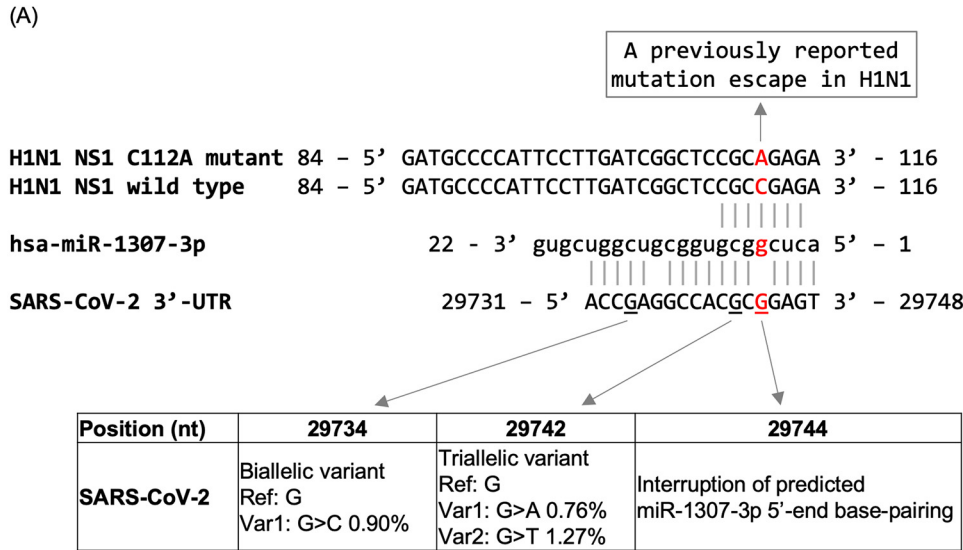 (A)
A previously reported
mutation escape in H1N1
H1N1 NS1 C112A mutant 84 – 5’ GATGCCCCATTCCTTGATCGGCTCCGCAGAGA 3’ - 116
H1N1 NS1 wild type 84 – 5’ GATGCCCCATTCCTTGATCGGCTCCGCCGAGA 3’ - 116
hsa-miR-1307-3p 22 - 3’ gugcuggcugcggugcggcuca 5’ – 1
SARS-CoV-2 3’-UTR 29731 – 5’ ACCGAGGCCACGCGGAGT 3’ – 29748
Position (nt) 29734 29742 29744
SARS-CoV-2
Biallelic variant
Ref: G
Var1: G>C 0.90%
Triallelic variant
Ref: G
Var1: G>A 0.76%
Var2: G>T 1.27%
Interruption of predicted
miR-1307-3p 5’-end base-pairing